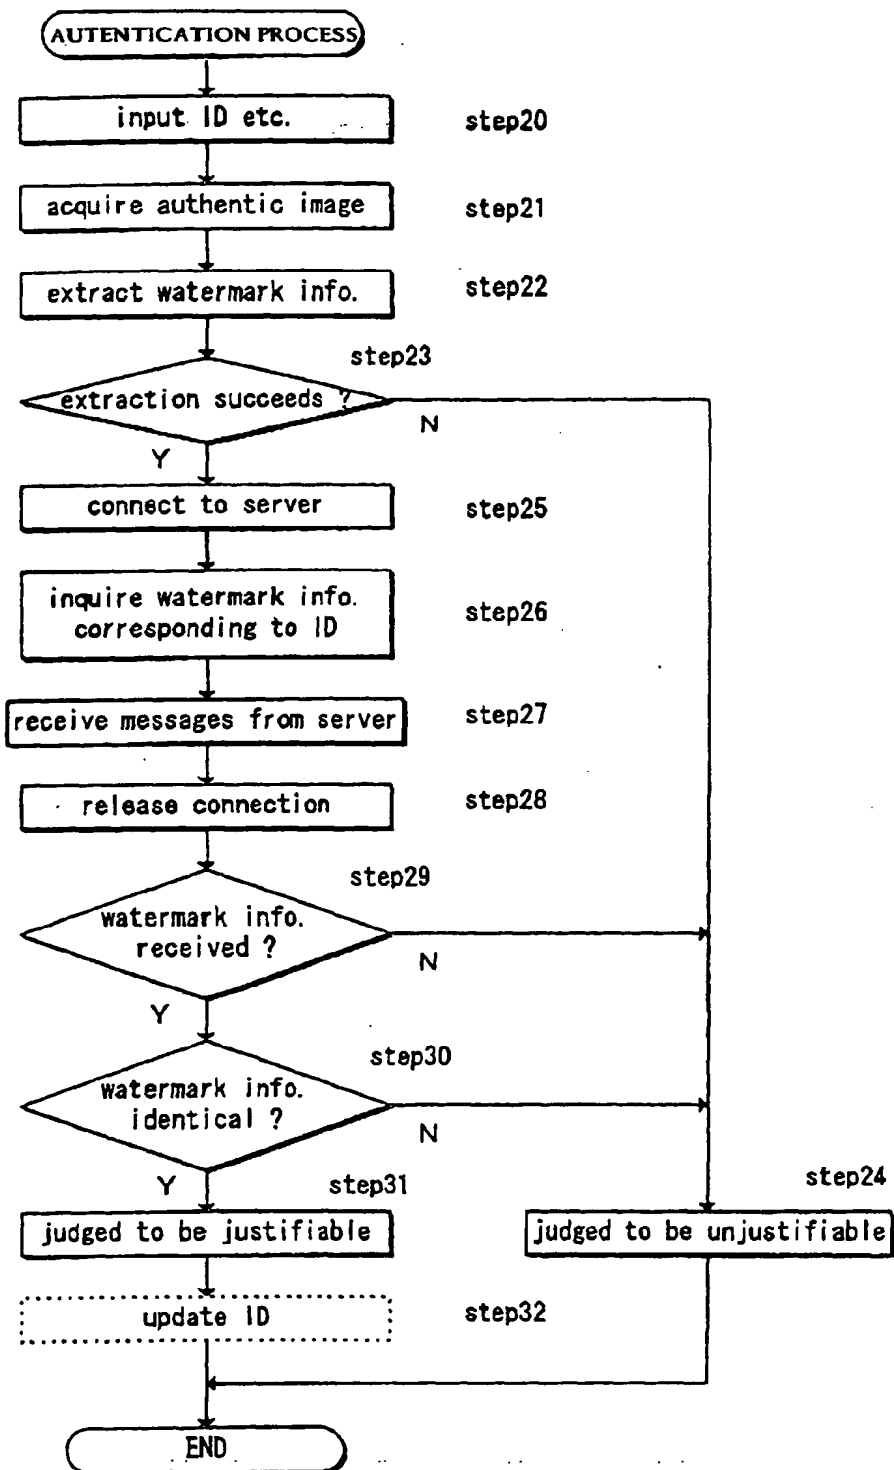 AUTENTICATION PROCESS
input ID etc.
step20
acquire authentic image
step21
extract watermark info.
step22
step23
extraction succeeds ?
N
Y
connect to server
step25
inquire watermark info.
corresponding to ID
step26
receive messages from server
step27
release connection
step28
step29
watermark info.
received ?
N
Y
step30
watermark info.
identical ?
N
Y
step31
step24
judged to be justifiable
judged to be unjustifiable
update ID
step32
END